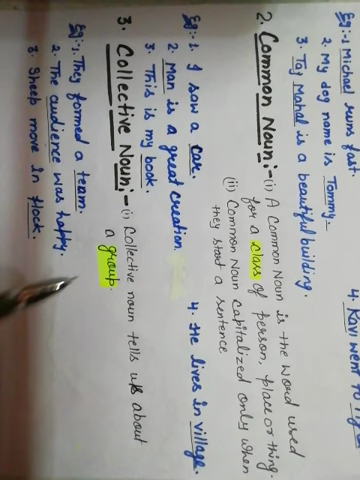 Eg:-1. Michael runs fast.
2. My dog name is Tommy.
3. Taj Mahal is a beautiful building.
4. Ravi went to
2. Common Noun:- (i) A Common Noun is the word used
for a class of person, place or thing.
(ii) Common Noun capitalized only when
they start a sentence
Eg:-1. I saw a car.
2. Man is a great creation
3. This is my book.
4. He lives in village.
3. Collective Noun:- (i) Collective noun tells us about
a group.
Eg:-1. They formed a team.
2. The audience was happy.
3. Sheep move in flock.